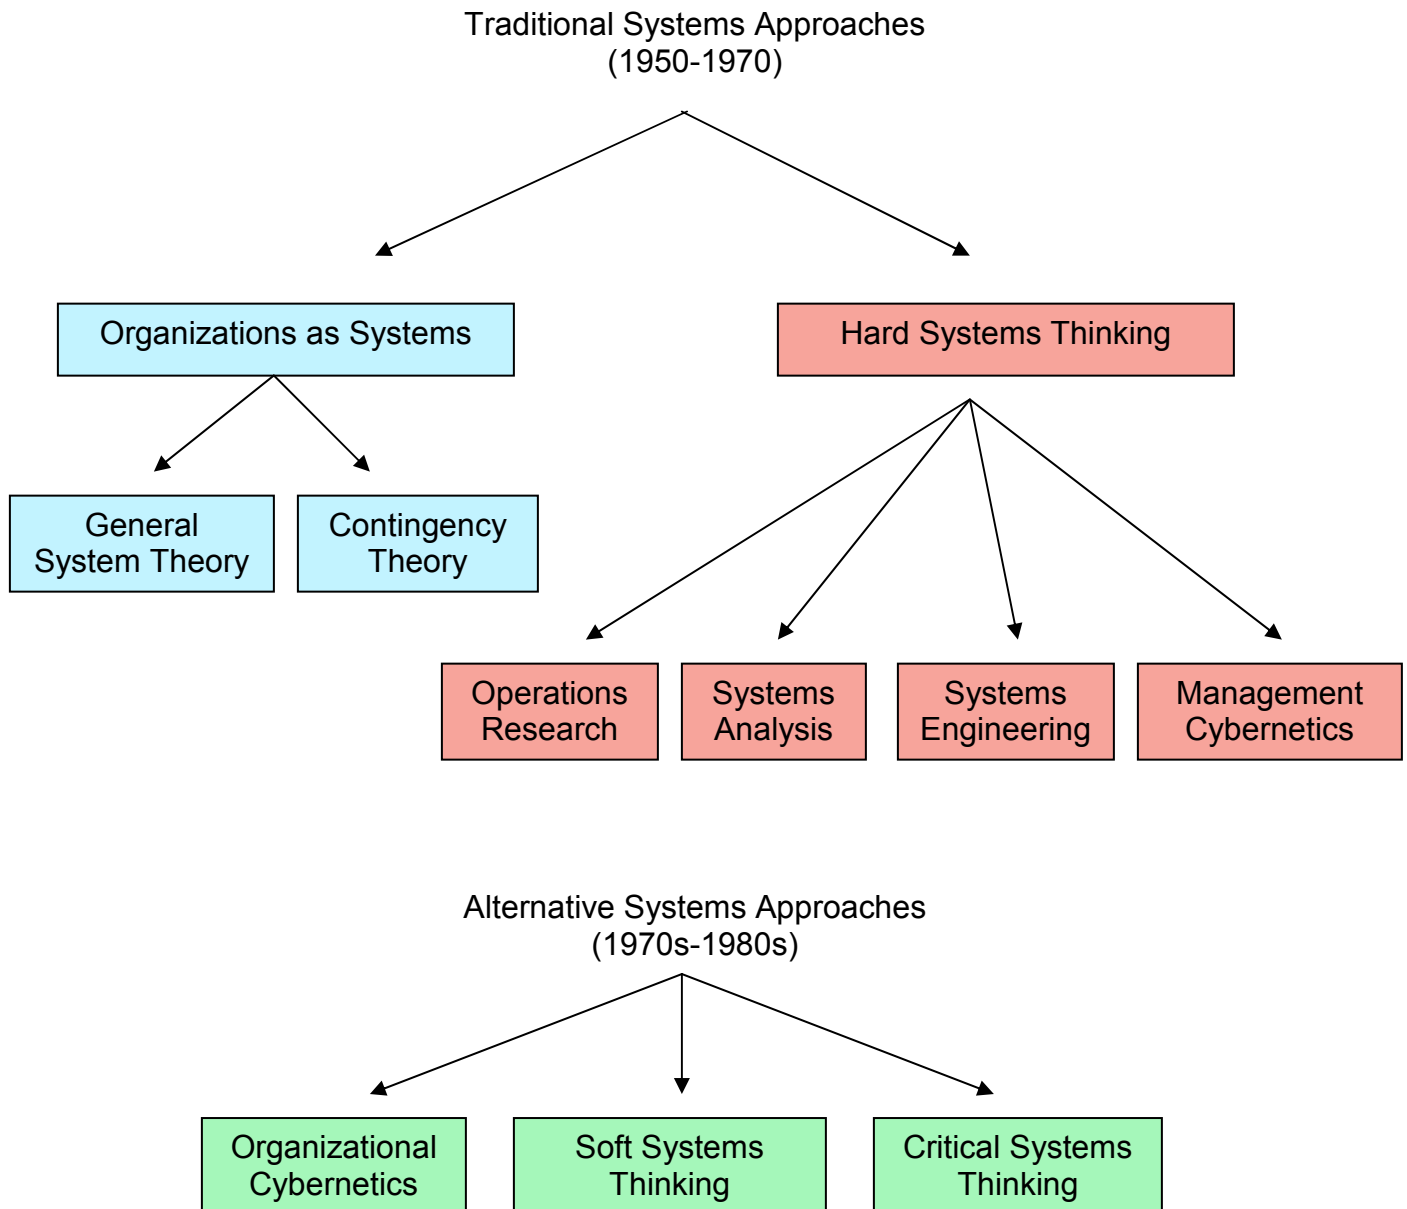 Traditional Systems Approaches
(1950-1970)
Organizations as Systems
Hard Systems Thinking
General
System Theory
Contingency
Theory
Operations
Research
Systems
Analysis
Systems
Engineering
Management
Cybernetics
Alternative Systems Approaches
(1970s-1980s)
Organizational
Cybernetics
Soft Systems
Thinking
Critical Systems
Thinking